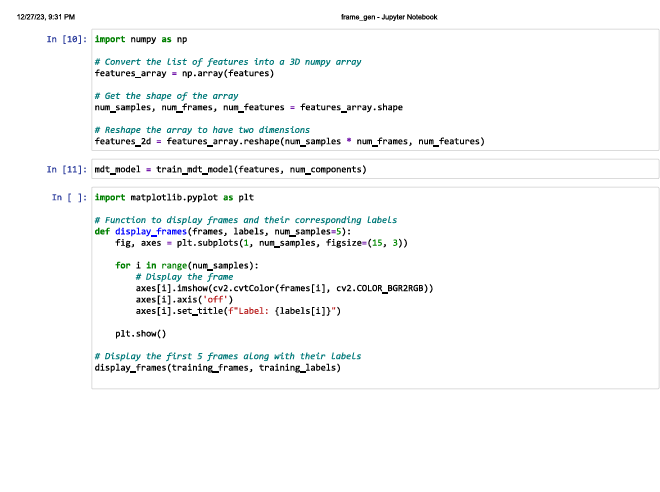 12/27/23, 9:31 PM
frame_gen - Jupyter Notebook
In [10]: import numpy as np
# Convert the list of features into a 3D numpy array
features_array = np.array(features)
# Get the shape of the array
num_samples, num_frames, num_features = features_array.shape
# Reshape the array to have two dimensions
features_2d = features_array.reshape(num_samples * num_frames, num_features)
In [11]: mdt_model = train_mdt_model(features, num_components)
In [ ]: import matplotlib.pyplot as plt
# Function to display frames and their corresponding labels
def display_frames(frames, labels, num_samples=5):
    fig, axes = plt.subplots(1, num_samples, figsize=(15, 3))
    for i in range(num_samples):
        # Display the frame
        axes[i].imshow(cv2.cvtColor(frames[i], cv2.COLOR_BGR2RGB))
        axes[i].axis('off')
        axes[i].set_title(f"Label: {labels[i]}")
    plt.show()
# Display the first 5 frames along with their labels
display_frames(training_frames, training_labels)